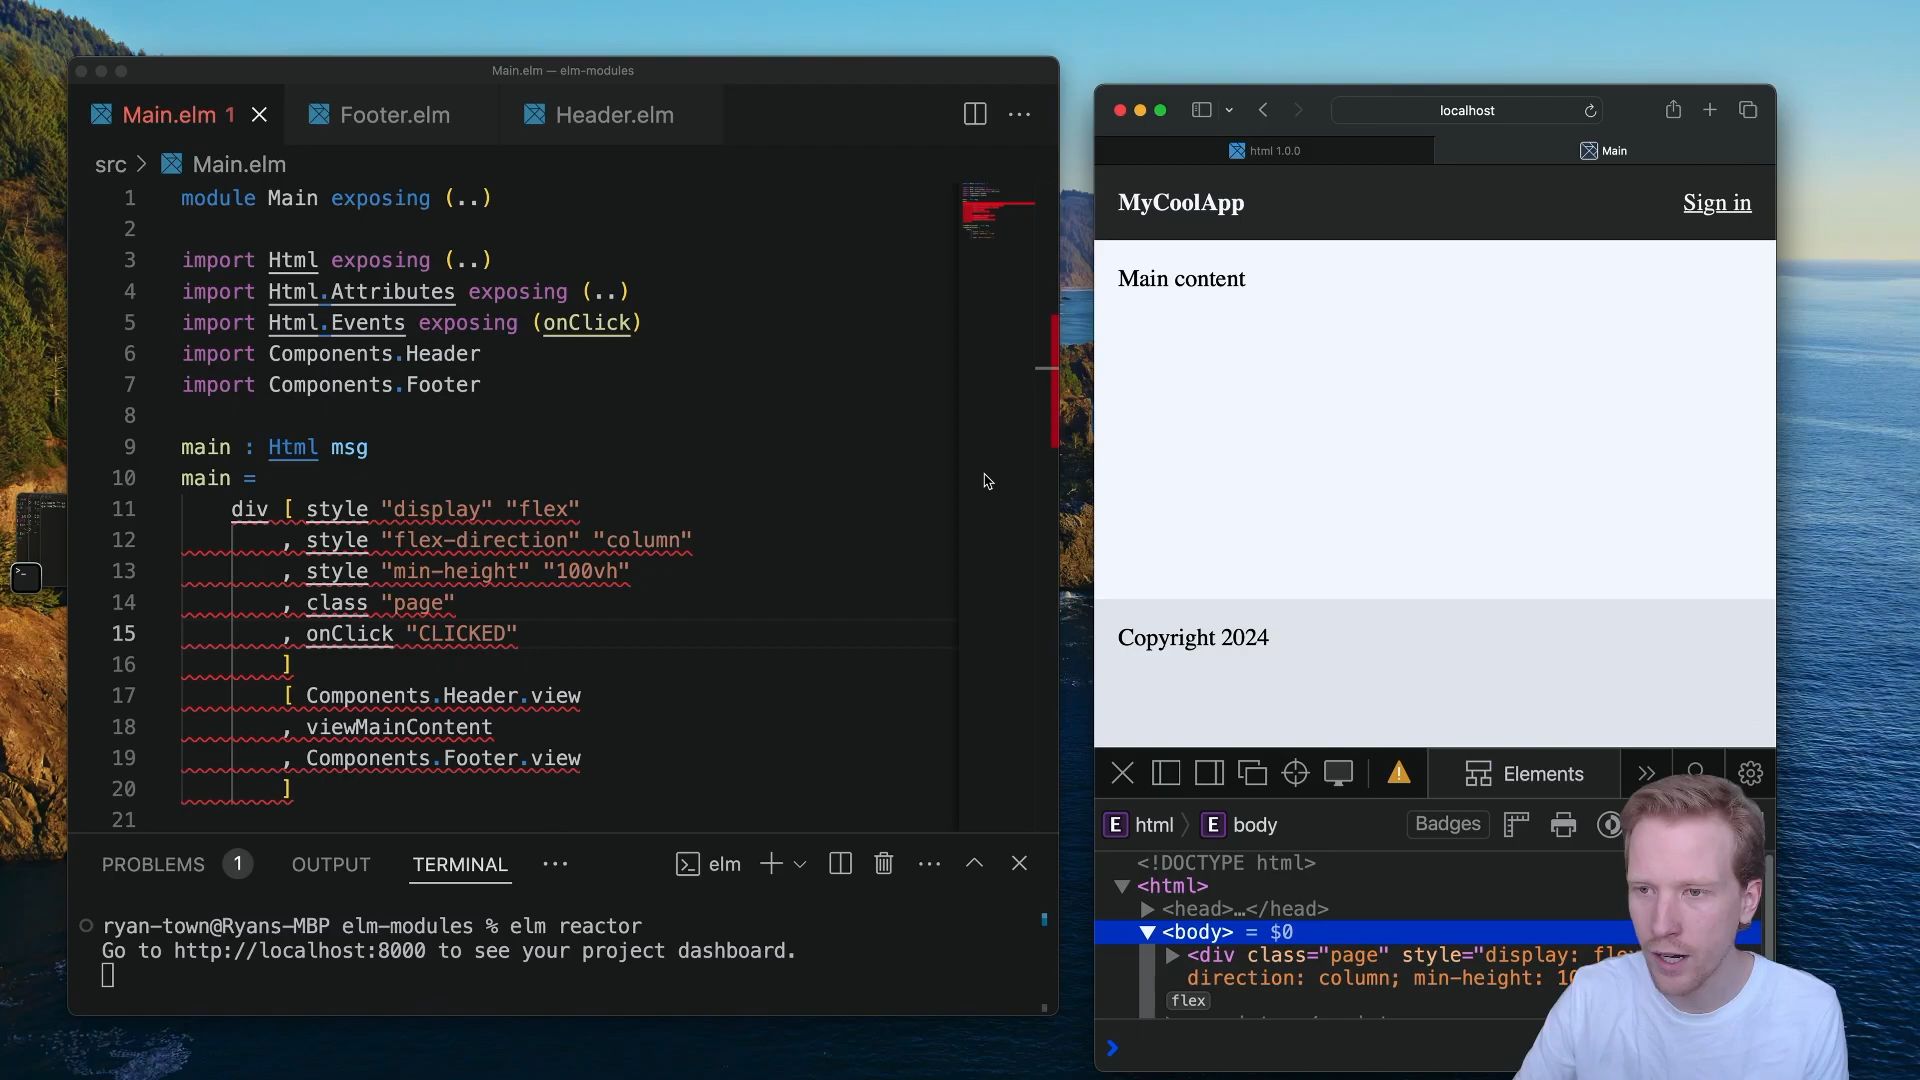 Main.elm — elm-modules
Main.elm 1
Footer.elm
Header.elm
src > Main.elm
1 module Main exposing (..)
2
3 import Html exposing (..)
4 import Html.Attributes exposing (..)
5 import Html.Events exposing (onClick)
6 import Components.Header
7 import Components.Footer
8
9 main : Html msg
10 main =
11 div [ style "display" "flex"
12 , style "flex-direction" "column"
13 , style "min-height" "100vh"
14 , class "page"
15 , onClick "CLICKED"
16 ]
17 [ Components.Header.view
18 , viewMainContent
19 , Components.Footer.view
20 ]
21
PROBLEMS 1 OUTPUT TERMINAL ··· elm
ryan-town@Ryans-MBP elm-modules % elm reactor
Go to http://localhost:8000 to see your project dashboard.
localhost
html 1.0.0
Main
MyCoolApp
Sign in
Main content
Copyright 2024
Elements
E html E body
Badges
<!DOCTYPE html>
<html>
<head>…</head>
<body> = $0
<div class="page" style="display:
direction: column; min-height:
flex